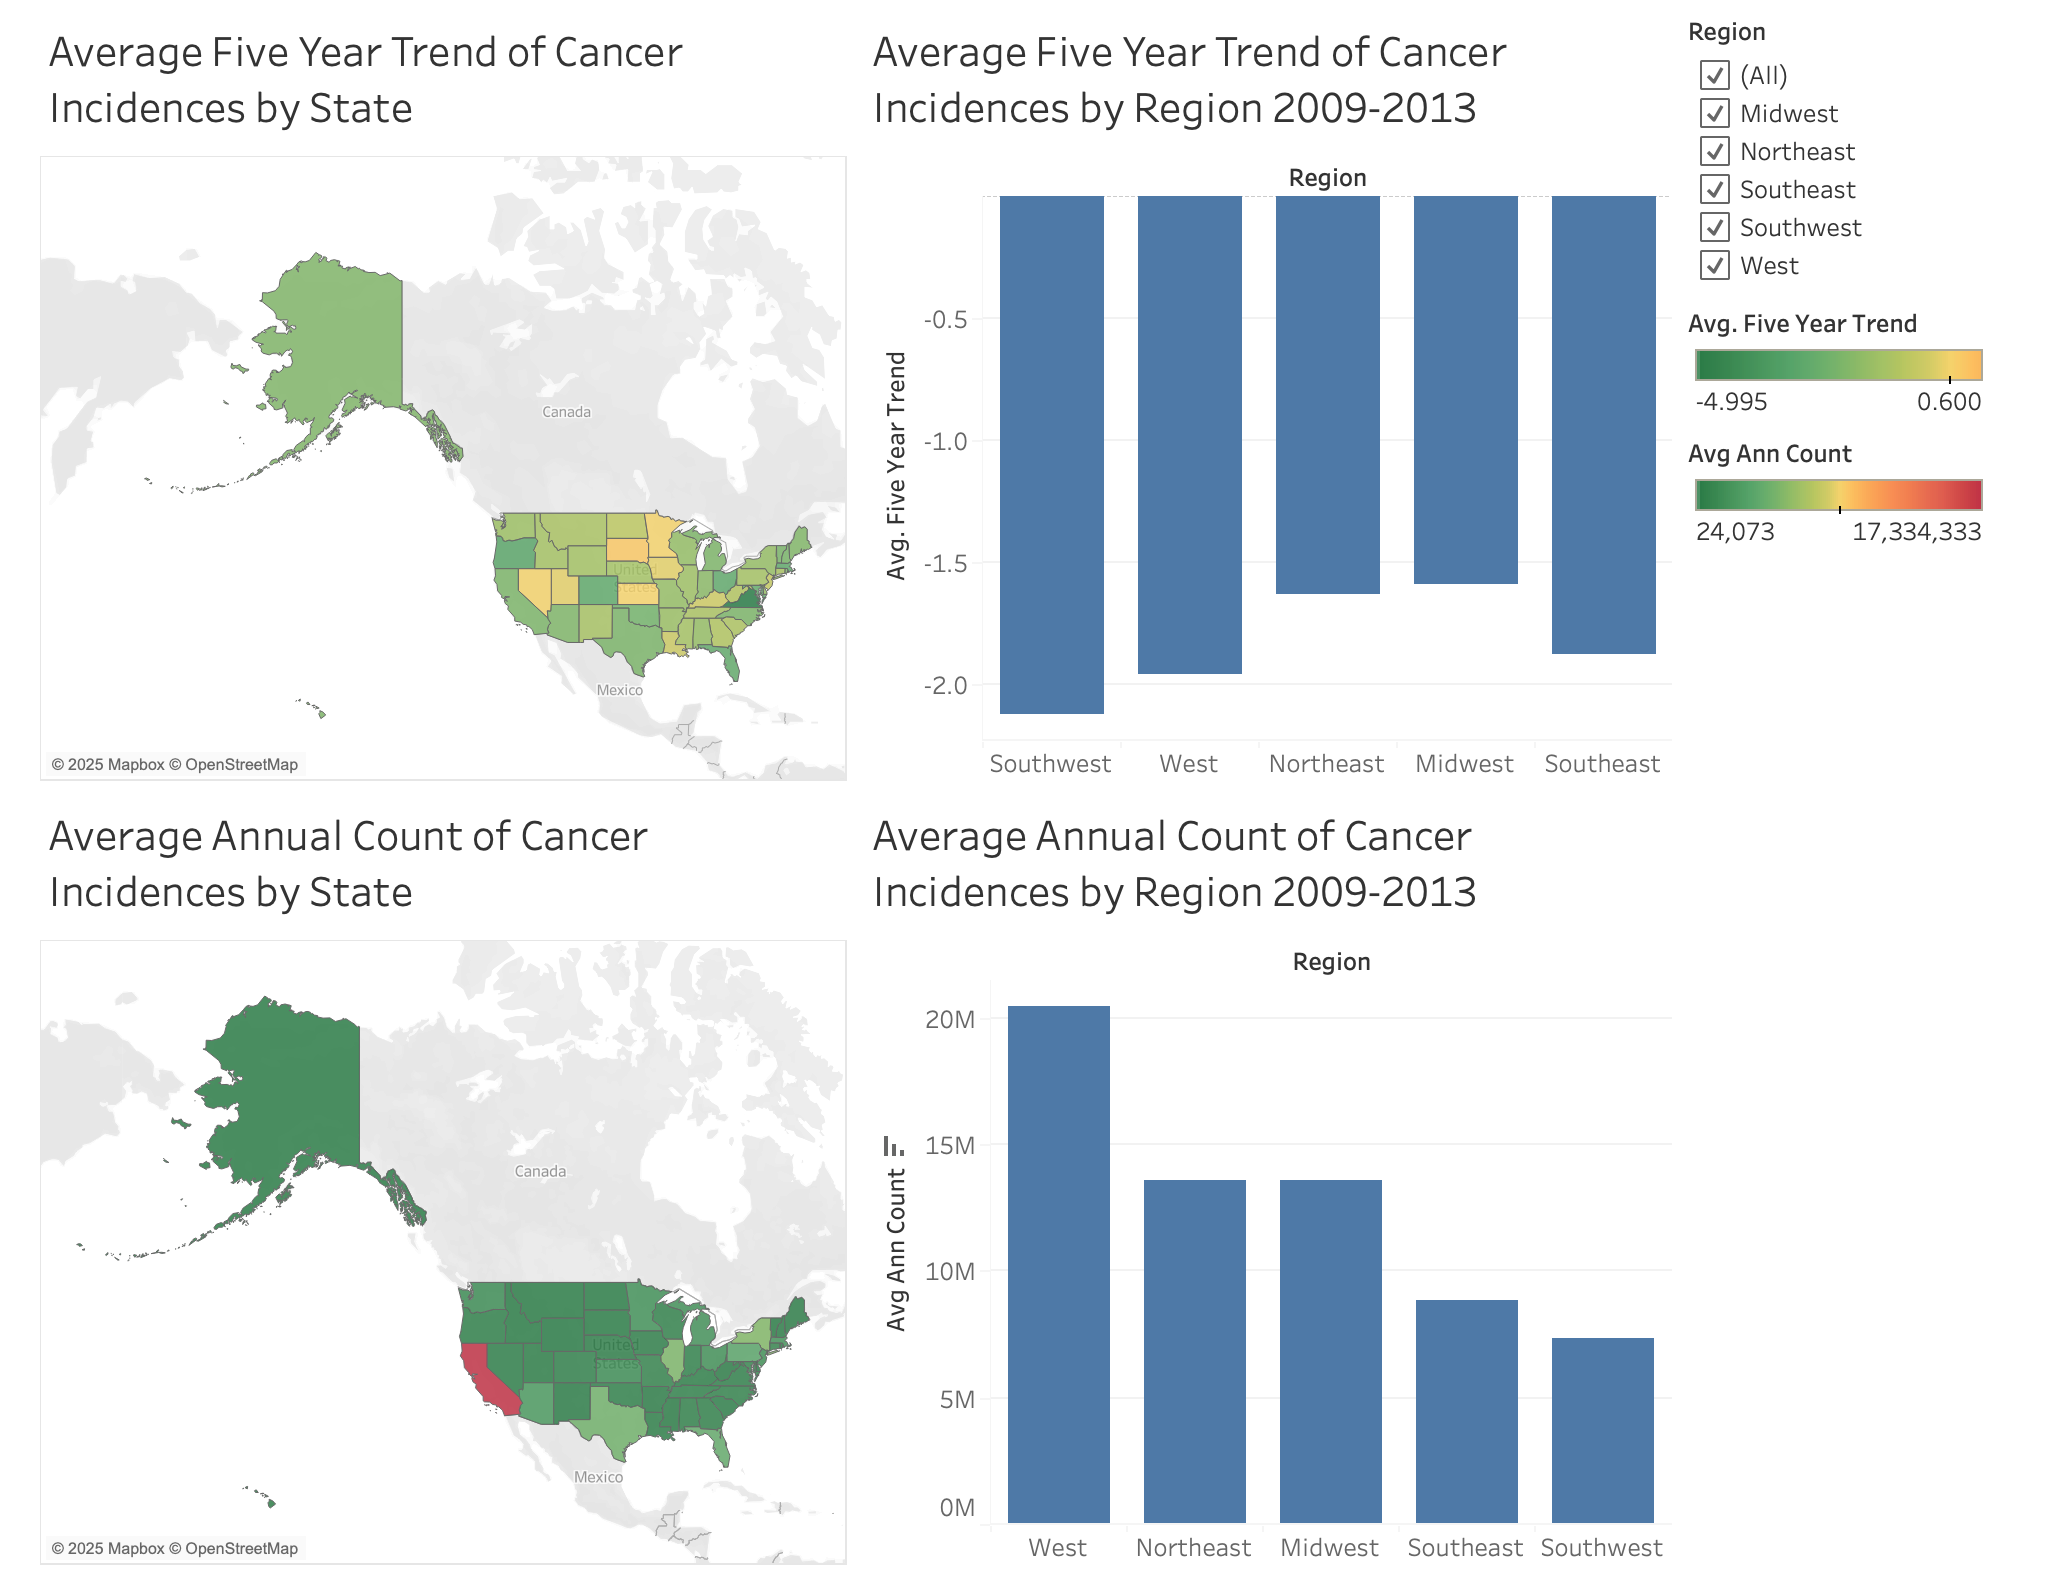 Average Five Year Trend of Cancer
Incidences by State
Canada
United
States
Mexico
© 2025 Mapbox © OpenStreetMap
Average Five Year Trend of Cancer
Incidences by Region 2009-2013
Region
Avg. Five Year Trend
-0.5
-1.0
-1.5
-2.0
Southwest West Northeast Midwest Southeast
Region
(All)
Midwest
Northeast
Southeast
Southwest
West
Avg. Five Year Trend
-4.995 0.600
Avg Ann Count
24,073 17,334,333
Average Annual Count of Cancer
Incidences by State
Canada
United
States
Mexico
© 2025 Mapbox © OpenStreetMap
Average Annual Count of Cancer
Incidences by Region 2009-2013
Region
Avg Ann Count
20M
15M
10M
5M
0M
West Northeast Midwest Southeast Southwest